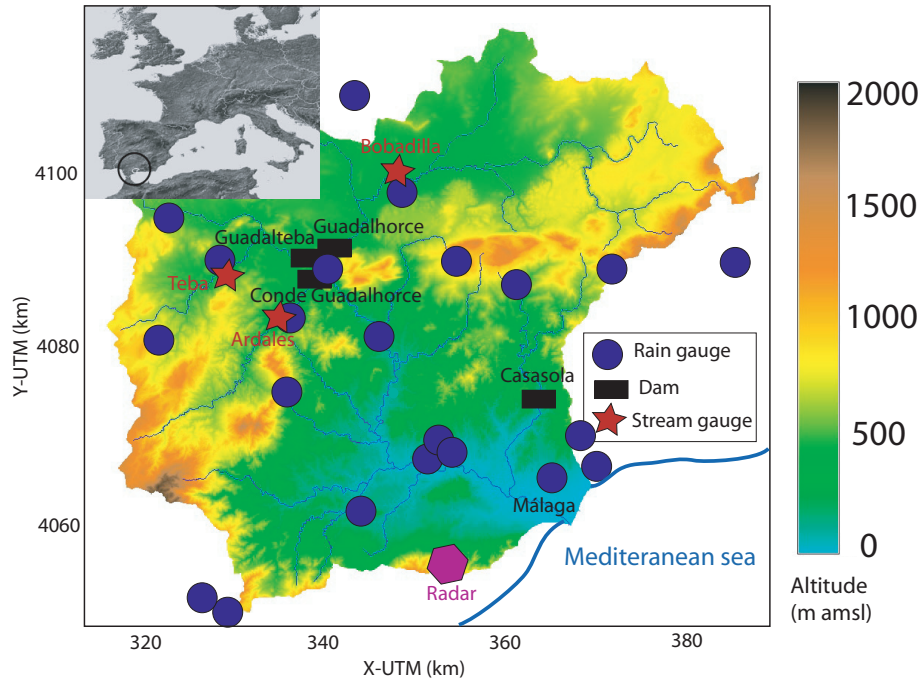 Bobadilla
Guadalteba
Guadalhorce
Teba
Conde Guadalhorce
Ardales
Casasola
Málaga
Radar
Mediteranean sea
Rain gauge
Dam
Stream gauge
4100
4080
4060
Y-UTM (km)
320
340
360
380
X-UTM (km)
2000
1500
1000
500
0
Altitude
(m amsl)